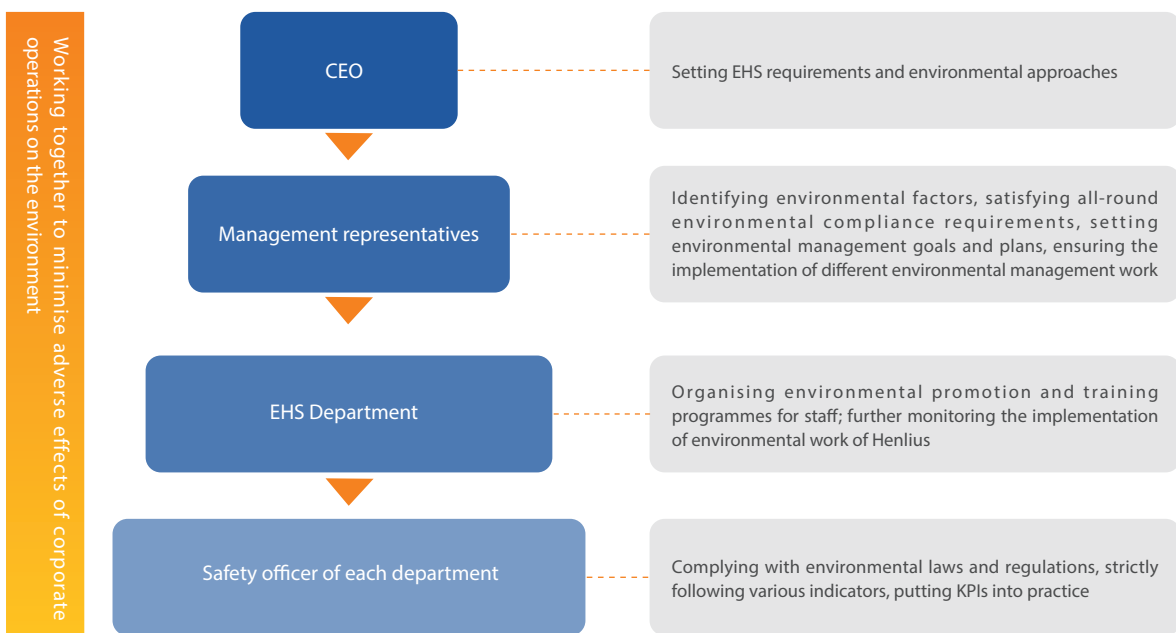 Working together to minimise adverse effects of corporate
operations on the environment
CEO
Setting EHS requirements and environmental approaches
Management representatives
Identifying environmental factors, satisfying all-round
environmental compliance requirements, setting
environmental management goals and plans, ensuring the
implementation of different environmental management work
EHS Department
Organising environmental promotion and training
programmes for staff; further monitoring the implementation
of environmental work of Henlius
Safety officer of each department
Complying with environmental laws and regulations, strictly
following various indicators, putting KPIs into practice